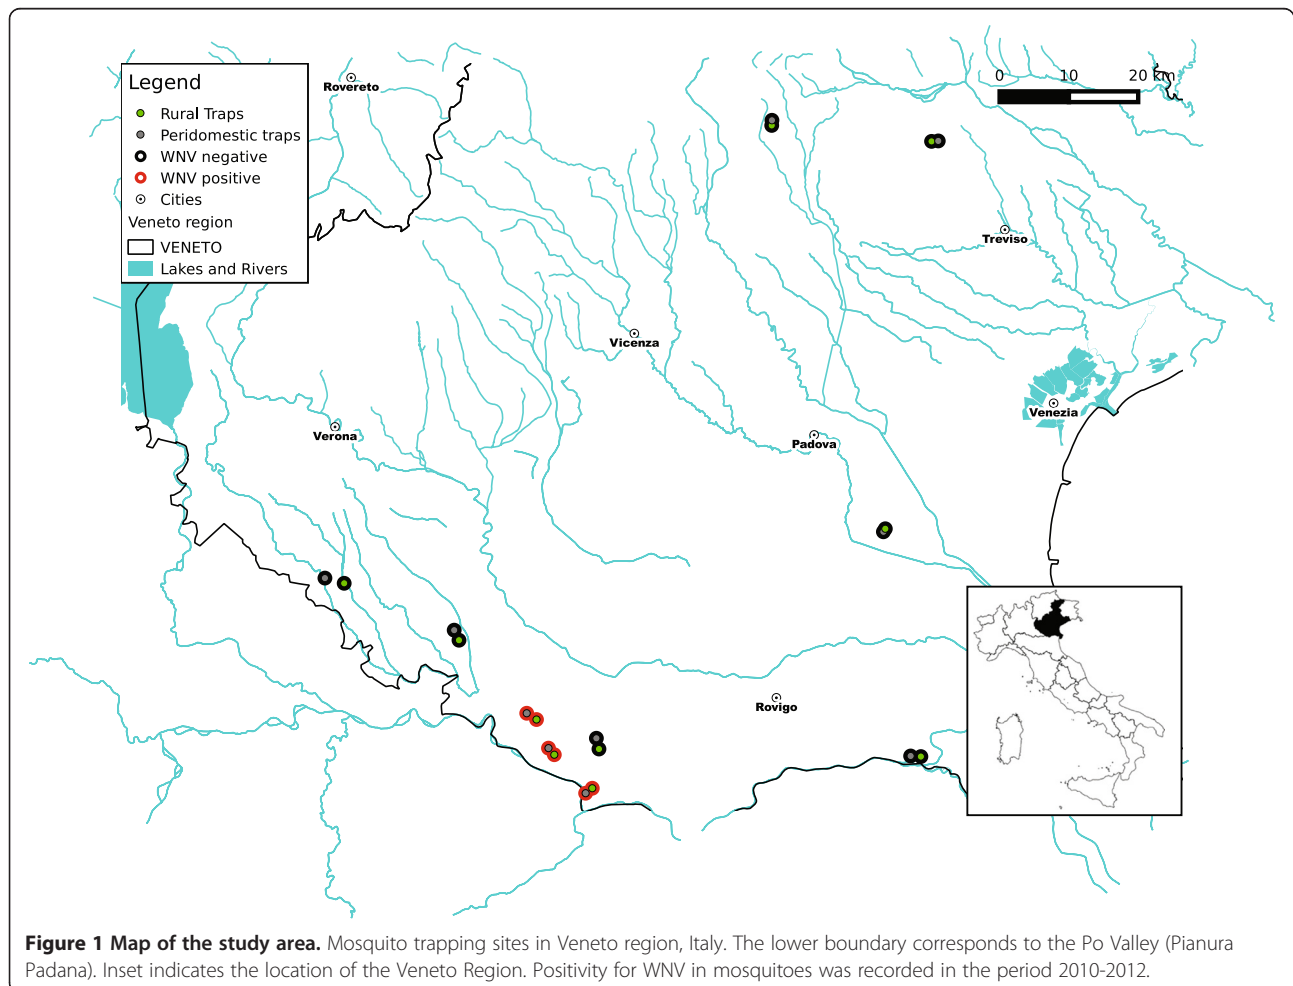 Legend
Rural Traps
Peridomestic traps
WNV negative
WNV positive
Cities
Veneto region
VENETO
Lakes and Rivers
0 10 20 km
Rovereto
Treviso
Vicenza
Venezia
Verona
Padova
Rovigo
Figure 1 Map of the study area. Mosquito trapping sites in Veneto region, Italy. The lower boundary corresponds to the Po Valley (Pianura
Padana). Inset indicates the location of the Veneto Region. Positivity for WNV in mosquitoes was recorded in the period 2010-2012.